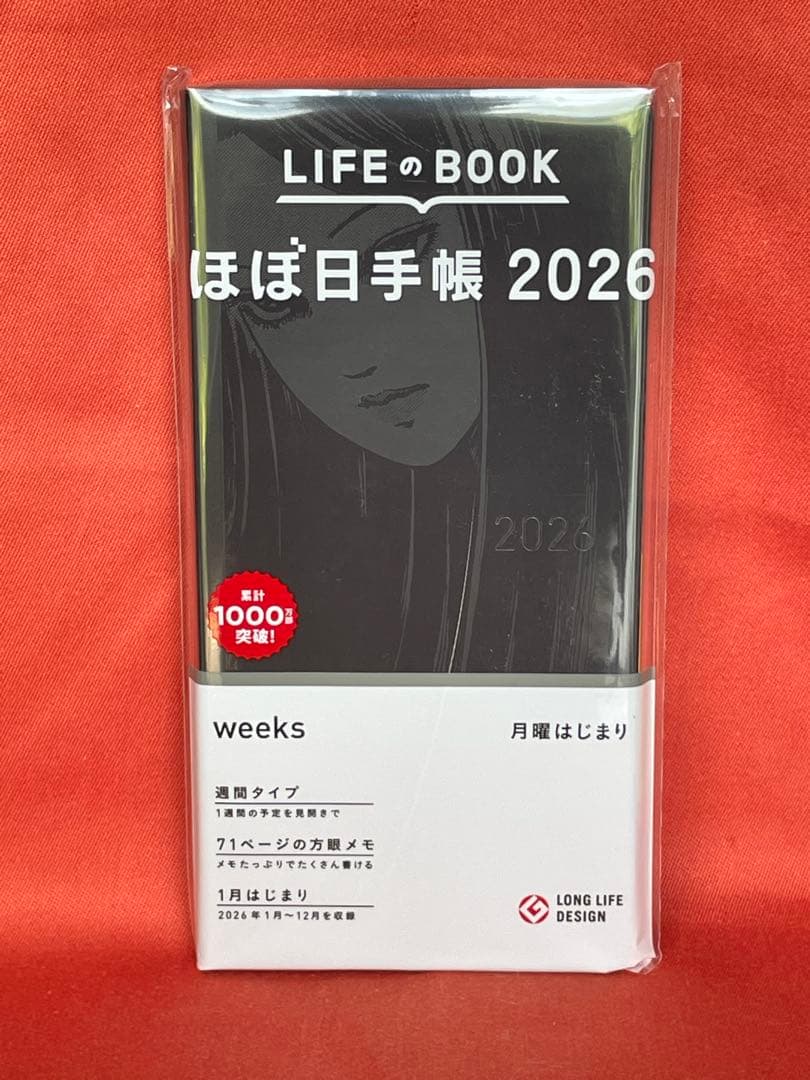 LIFEのBOOK
ほぼ日手帳 2026
2026
累計
1000万部
突破!
weeks
月曜はじまり
週間タイプ
1週間の予定を見開きで
71ページの方眼メモ
メモたっぷりでたくさん書ける
1月はじまり
2026年1月〜12月を収録
LONG LIFE
DESIGN